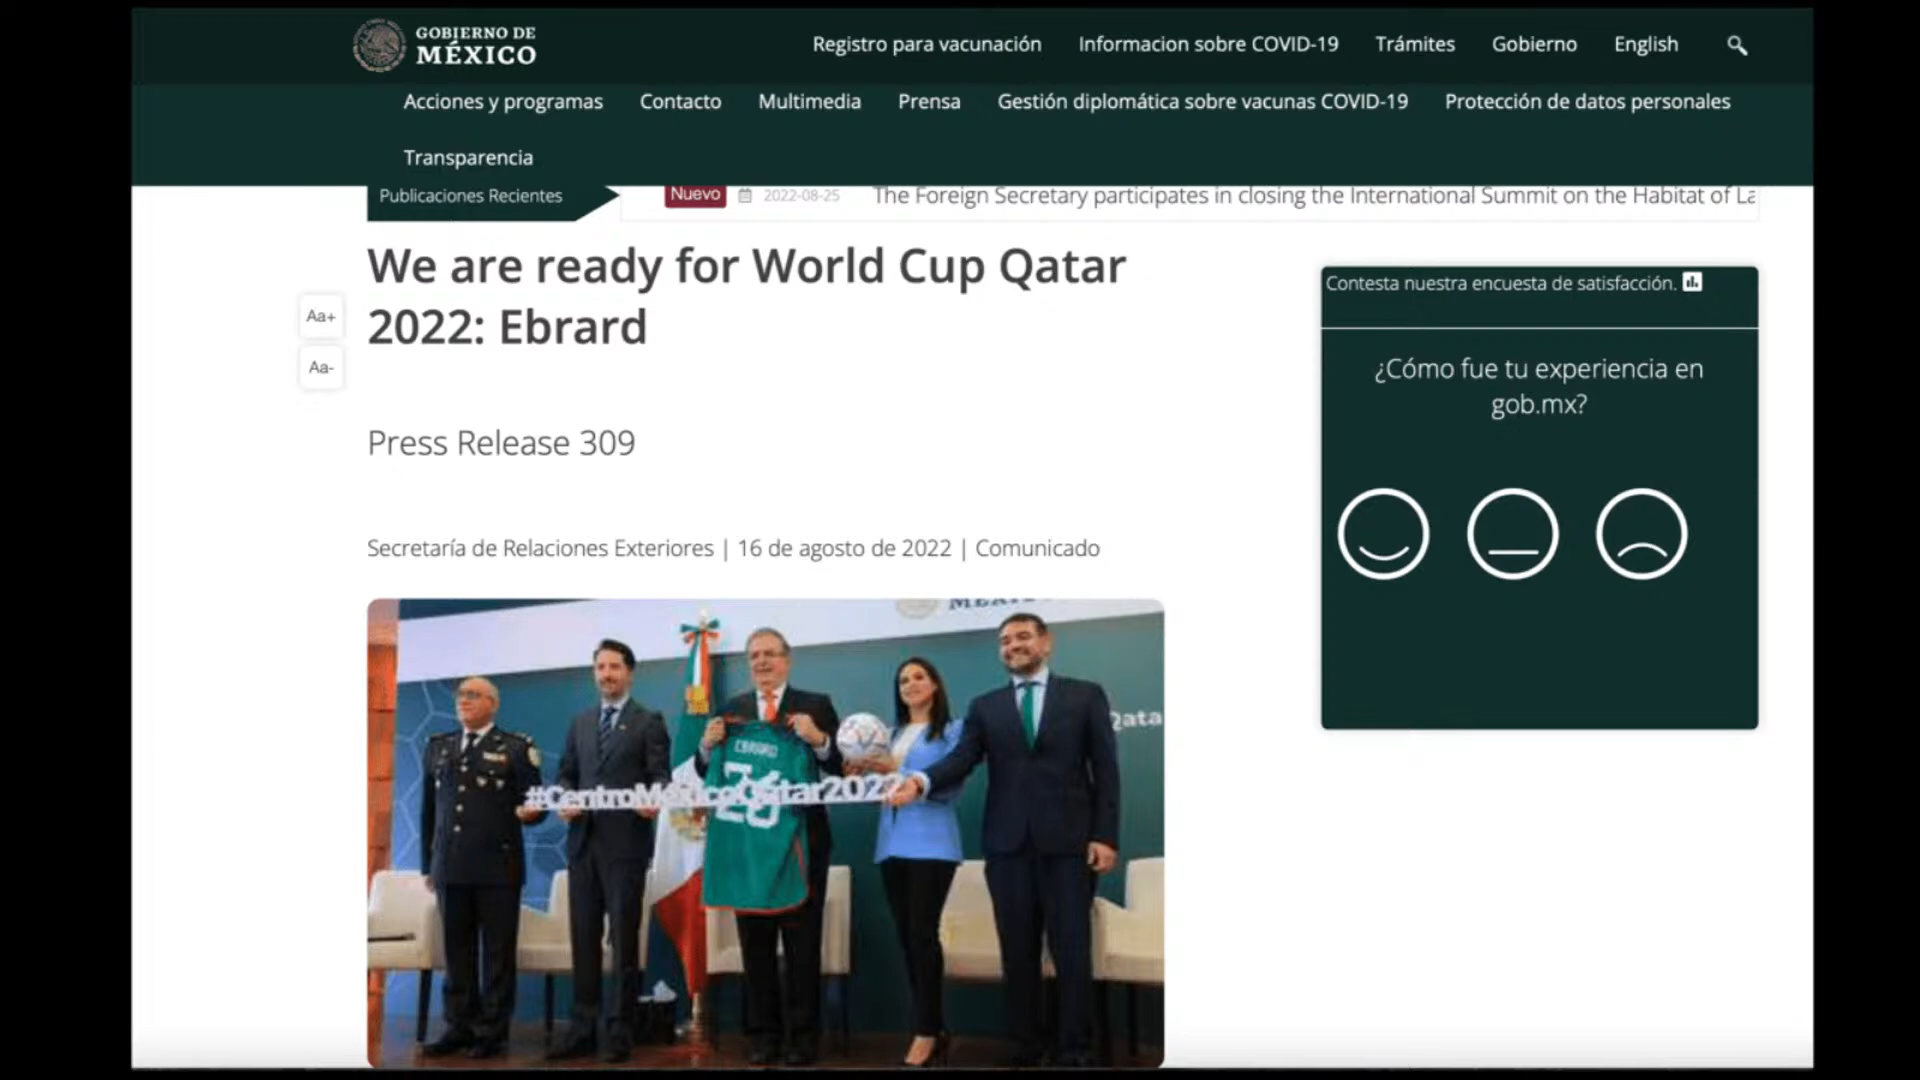 GOBIERNO DE
MÉXICO
Registro para vacunación Informacion sobre COVID-19 Trámites Gobierno English
Acciones y programas Contacto Multimedia Prensa Gestión diplomática sobre vacunas COVID-19 Protección de datos personales
Transparencia
Publicaciones Recientes Nuevo 2022-08-25 The Foreign Secretary participates in closing the International Summit on the Habitat of La
We are ready for World Cup Qatar
2022: Ebrard
Aa+
Aa-
Press Release 309
Secretaría de Relaciones Exteriores | 16 de agosto de 2022 | Comunicado
Contesta nuestra encuesta de satisfacción.
¿Cómo fue tu experiencia en
gob.mx?
Qata
EBRARD
#CentroMéxicoQatar2022
26